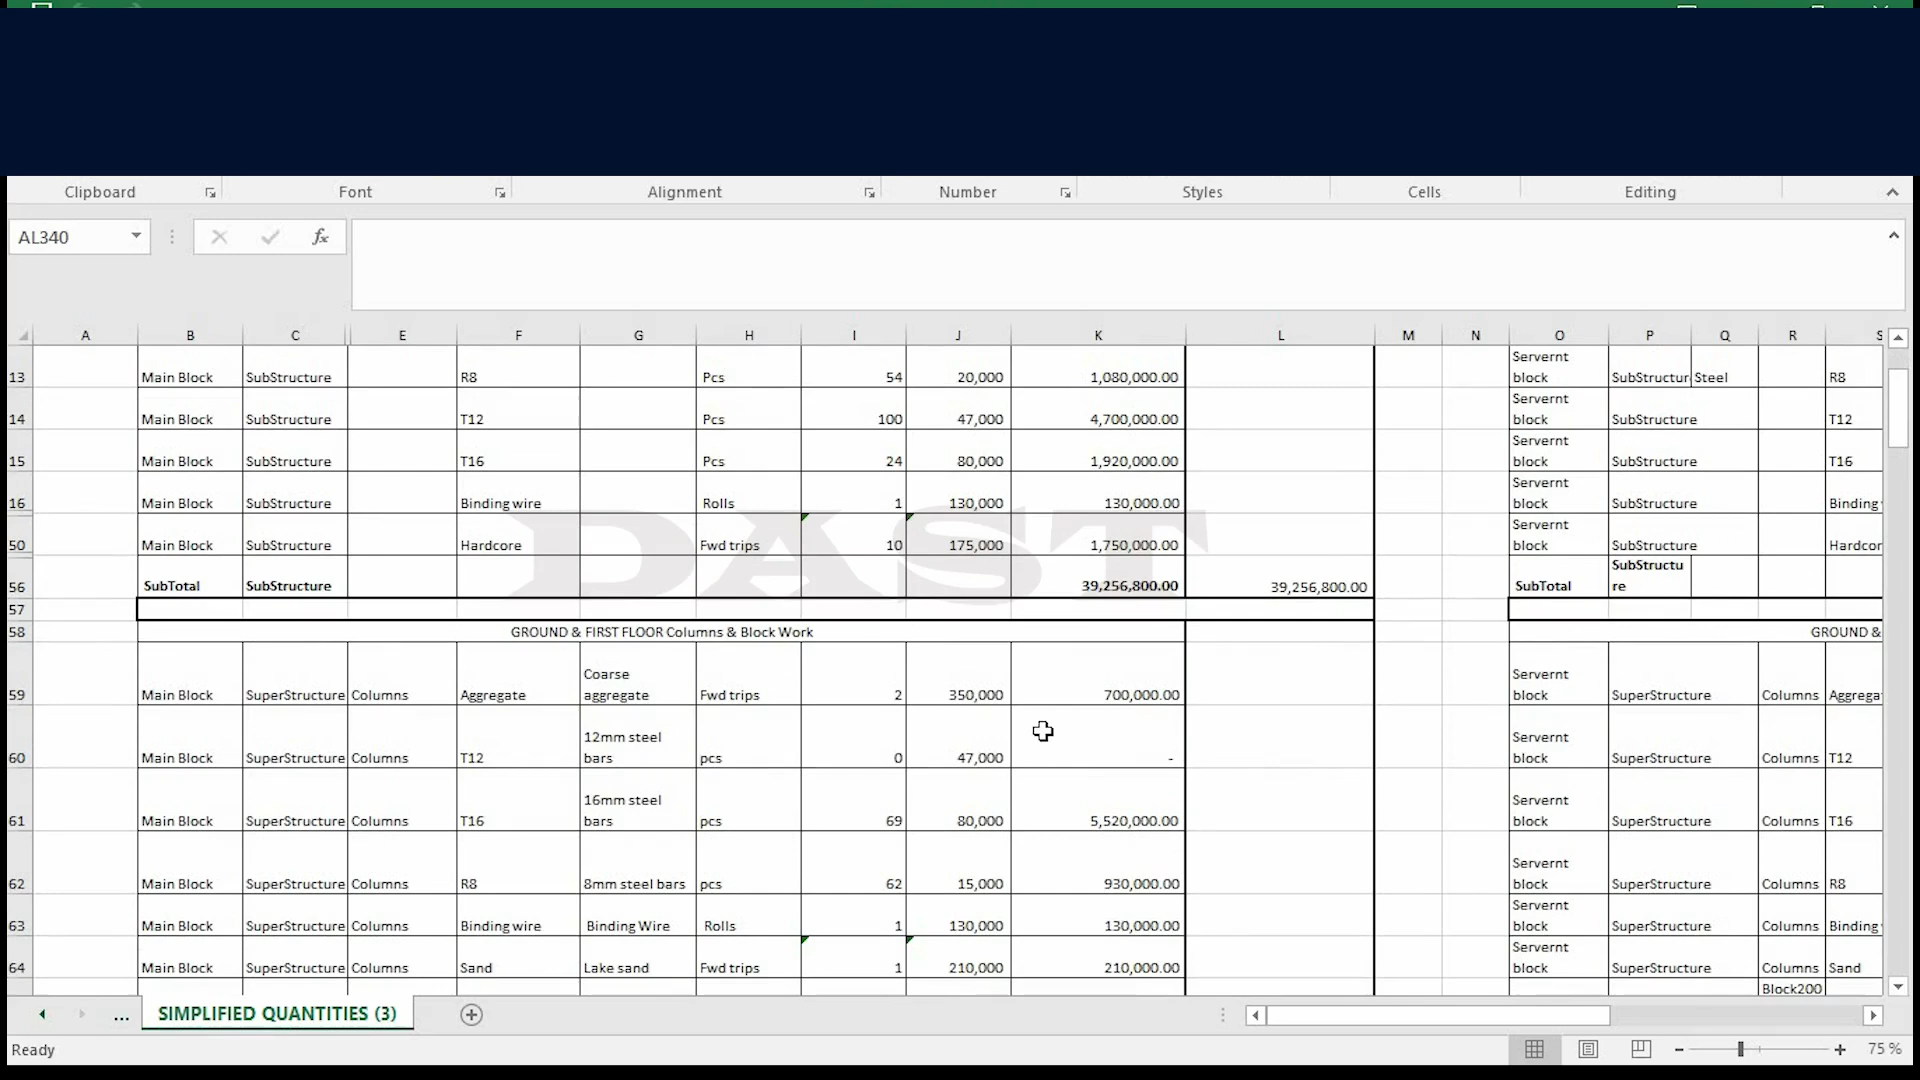 Clipboard Font Alignment Number Styles Cells Editing
AL340 fx
A B C E F G H I J K L M N O P Q R S
13 Main Block SubStructure R8 Pcs 54 20,000 1,080,000.00 Servernt block SubStructur Steel R8
14 Main Block SubStructure T12 Pcs 100 47,000 4,700,000.00 Servernt block SubStructure T12
15 Main Block SubStructure T16 Pcs 24 80,000 1,920,000.00 Servernt block SubStructure T16
16 Main Block SubStructure Binding wire Rolls 1 130,000 130,000.00 Servernt block SubStructure Binding
50 Main Block SubStructure Hardcore Fwd trips 10 175,000 1,750,000.00 Servernt block SubStructure Hardcor
DAST
56 SubTotal SubStructure 39,256,800.00 39,256,800.00 SubTotal SubStructu re
57
58 GROUND & FIRST FLOOR Columns & Block Work GROUND &
59 Main Block SuperStructure Columns Aggregate Coarse aggregate Fwd trips 2 350,000 700,000.00 Servernt block SuperStructure Columns Aggrega
60 Main Block SuperStructure Columns T12 12mm steel bars pcs 0 47,000 - Servernt block SuperStructure Columns T12
61 Main Block SuperStructure Columns T16 16mm steel bars pcs 69 80,000 5,520,000.00 Servernt block SuperStructure Columns T16
62 Main Block SuperStructure Columns R8 8mm steel bars pcs 62 15,000 930,000.00 Servernt block SuperStructure Columns R8
63 Main Block SuperStructure Columns Binding wire Binding Wire Rolls 1 130,000 130,000.00 Servernt block SuperStructure Columns Binding
64 Main Block SuperStructure Columns Sand Lake sand Fwd trips 1 210,000 210,000.00 Servernt block SuperStructure Columns Sand
Block200
... SIMPLIFIED QUANTITIES (3)
Ready 75 %